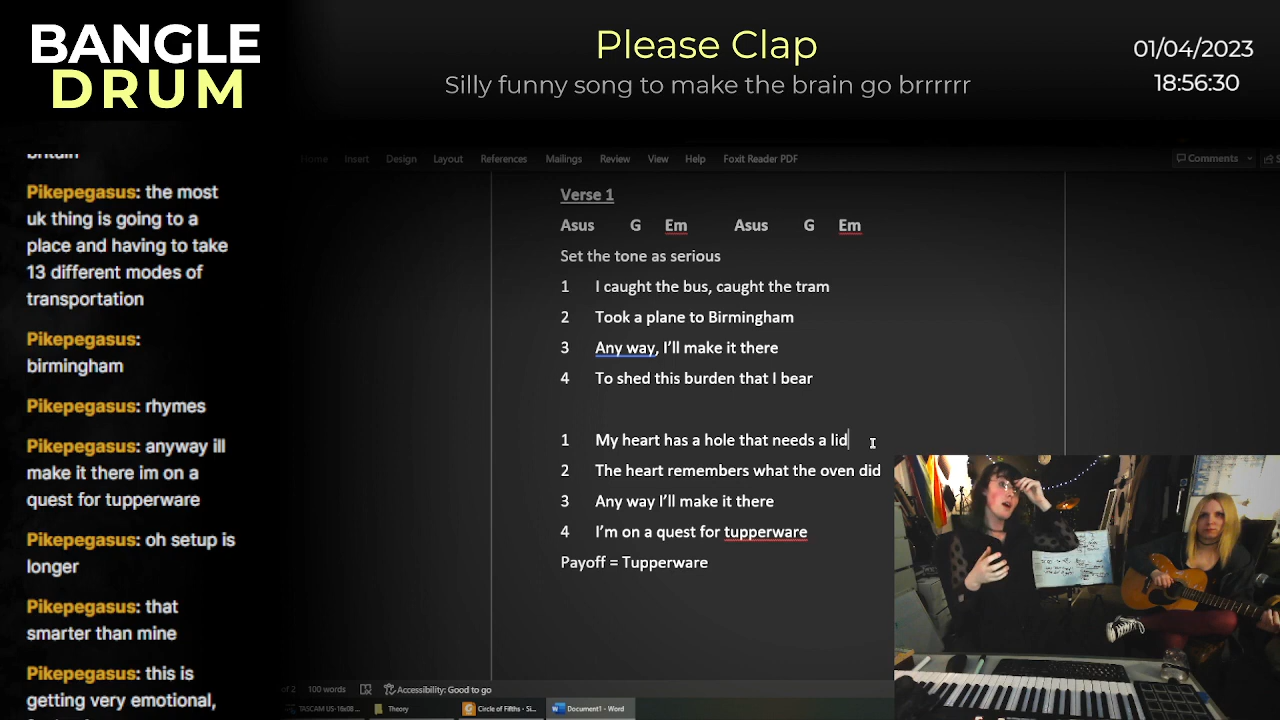 BANGLE
DRUM
Please Clap
Silly funny song to make the brain go brrrrrr
01/04/2023
18:56:30
britain
Pikepegasus: the most
uk thing is going to a
place and having to take
13 different modes of
transportation
Pikepegasus:
birmingham
Pikepegasus: rhymes
Pikepegasus: anyway ill
make it there im on a
quest for tupperware
Pikepegasus: oh setup is
longer
Pikepegasus: that
smarter than mine
Pikepegasus: this is
getting very emotional,
Home Insert Design Layout References Mailings Review View Help Foxit Reader PDF
Comments
Verse 1
Asus G Em Asus G Em
Set the tone as serious
1 I caught the bus, caught the tram
2 Took a plane to Birmingham
3 Any way, I'll make it there
4 To shed this burden that I bear
1 My heart has a hole that needs a lid
2 The heart remembers what the oven did
3 Any way I'll make it there
4 I'm on a quest for tupperware
Payoff = Tupperware
of 2 100 words Accessibility: Good to go
TASCAM US-16x08 ... Theory Circle of Fifths - Si... Document1 - Word